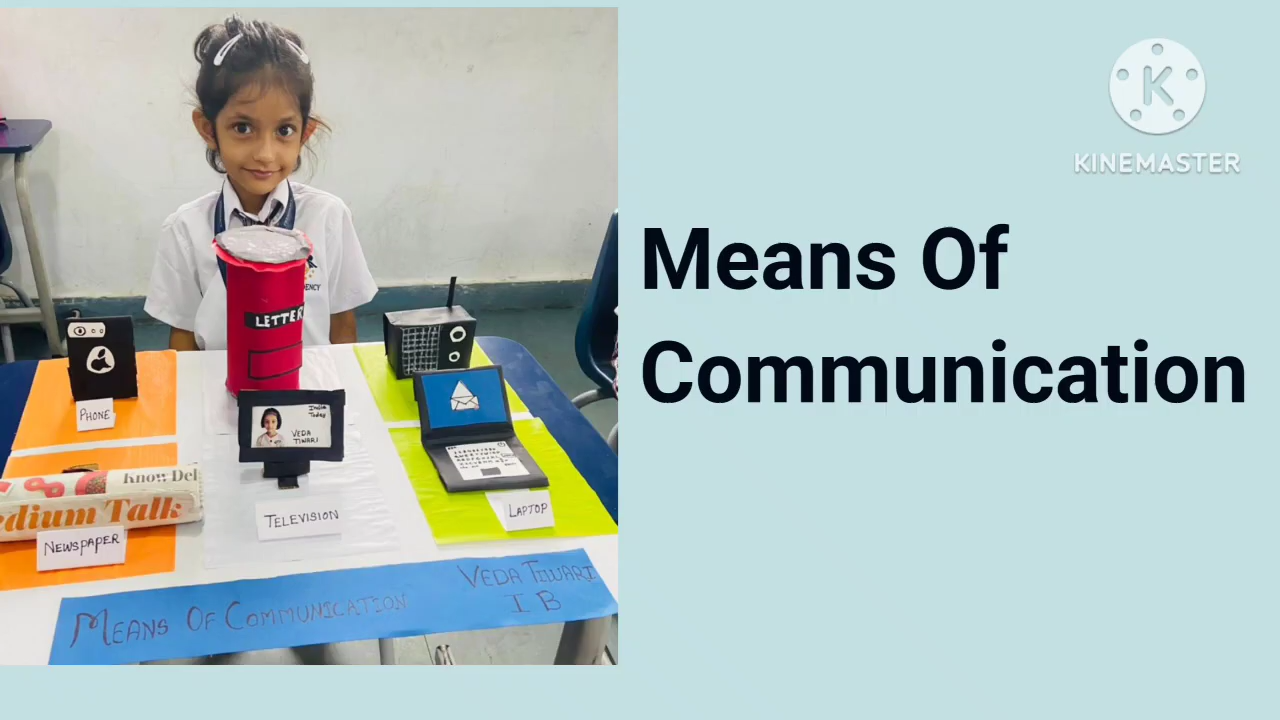 KINEMASTER
Means Of
Communication
LETTER
PHONE
India
Today
VEDA
TIWARI
Know Del
edium Talk
NEWSPAPER
TELEVISION
LAPTOP
MEANS OF COMMUNICATION
VEDA TIWARI
I B